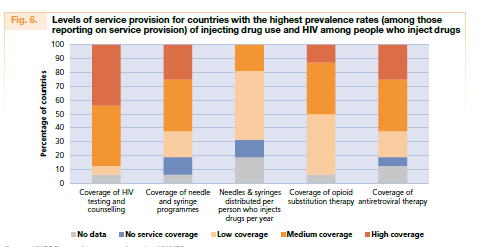 Fig. 6.
Levels of service provision for countries with the highest prevalence rates (among those
reporting on service provision) of injecting drug use and HIV among people who inject drugs
Percentage of countries
100
90
80
70
60
50
40
30
20
10
0
Coverage of HIV
testing and
counselling
Coverage of needle
and syringe
programmes
Needles & syringes
distributed per
person who injects
drugs per year
Coverage of opioid
substitution therapy
Coverage of
antiretroviral therapy
No data
No service coverage
Low coverage
Medium coverage
High coverage